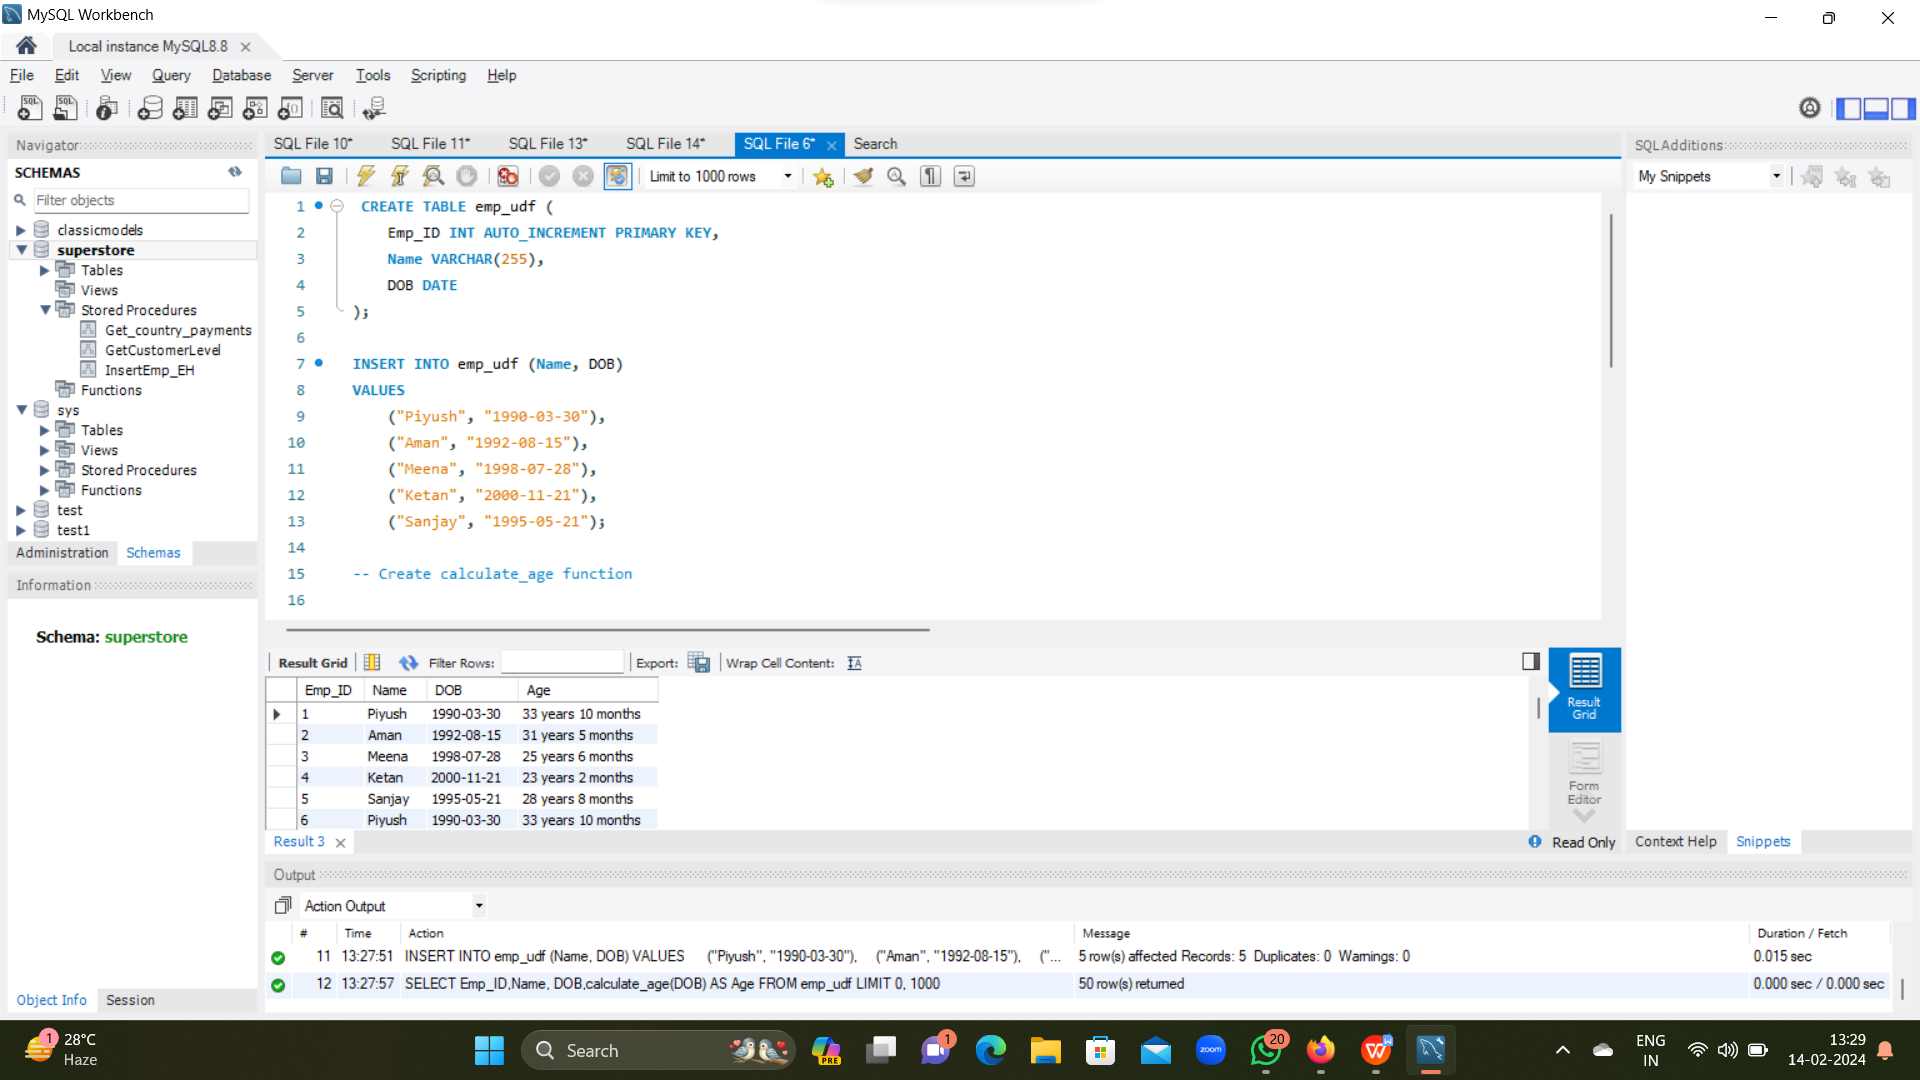 MySQL Workbench
Local instance MySQL8.8
File Edit View Query Database Server Tools Scripting Help
Navigator
SCHEMAS
Filter objects
classicmodels
superstore
Tables
Views
Stored Procedures
Get_country_payments
GetCustomerLevel
InsertEmp_EH
Functions
sys
Tables
Views
Stored Procedures
Functions
test
test1
Administration Schemas
Information
Schema: superstore
Object Info Session
SQL File 10* SQL File 11* SQL File 13* SQL File 14* SQL File 6* Search
Limit to 1000 rows
1 CREATE TABLE emp_udf (
2 Emp_ID INT AUTO_INCREMENT PRIMARY KEY,
3 Name VARCHAR(255),
4 DOB DATE
5 );
6
7 INSERT INTO emp_udf (Name, DOB)
8 VALUES
9 ("Piyush", "1990-03-30"),
10 ("Aman", "1992-08-15"),
11 ("Meena", "1998-07-28"),
12 ("Ketan", "2000-11-21"),
13 ("Sanjay", "1995-05-21");
14
15 -- Create calculate_age function
16
Result Grid Filter Rows: Export: Wrap Cell Content:
Emp_ID Name DOB Age
1 Piyush 1990-03-30 33 years 10 months
2 Aman 1992-08-15 31 years 5 months
3 Meena 1998-07-28 25 years 6 months
4 Ketan 2000-11-21 23 years 2 months
5 Sanjay 1995-05-21 28 years 8 months
6 Piyush 1990-03-30 33 years 10 months
Result
Grid
Form
Editor
Result 3
Read Only
SQLAdditions
My Snippets
Context Help Snippets
Output
Action Output
# Time Action Message Duration / Fetch
11 13:27:51 INSERT INTO emp_udf (Name, DOB) VALUES ("Piyush", "1990-03-30"), ("Aman", "1992-08-15"), ("... 5 row(s) affected Records: 5 Duplicates: 0 Warnings: 0 0.015 sec
12 13:27:57 SELECT Emp_ID,Name, DOB,calculate_age(DOB) AS Age FROM emp_udf LIMIT 0, 1000 50 row(s) returned 0.000 sec / 0.000 sec
1
28°C
Haze
Search
PRE
1
zoom
20
W
ENG
IN
13:29
14-02-2024